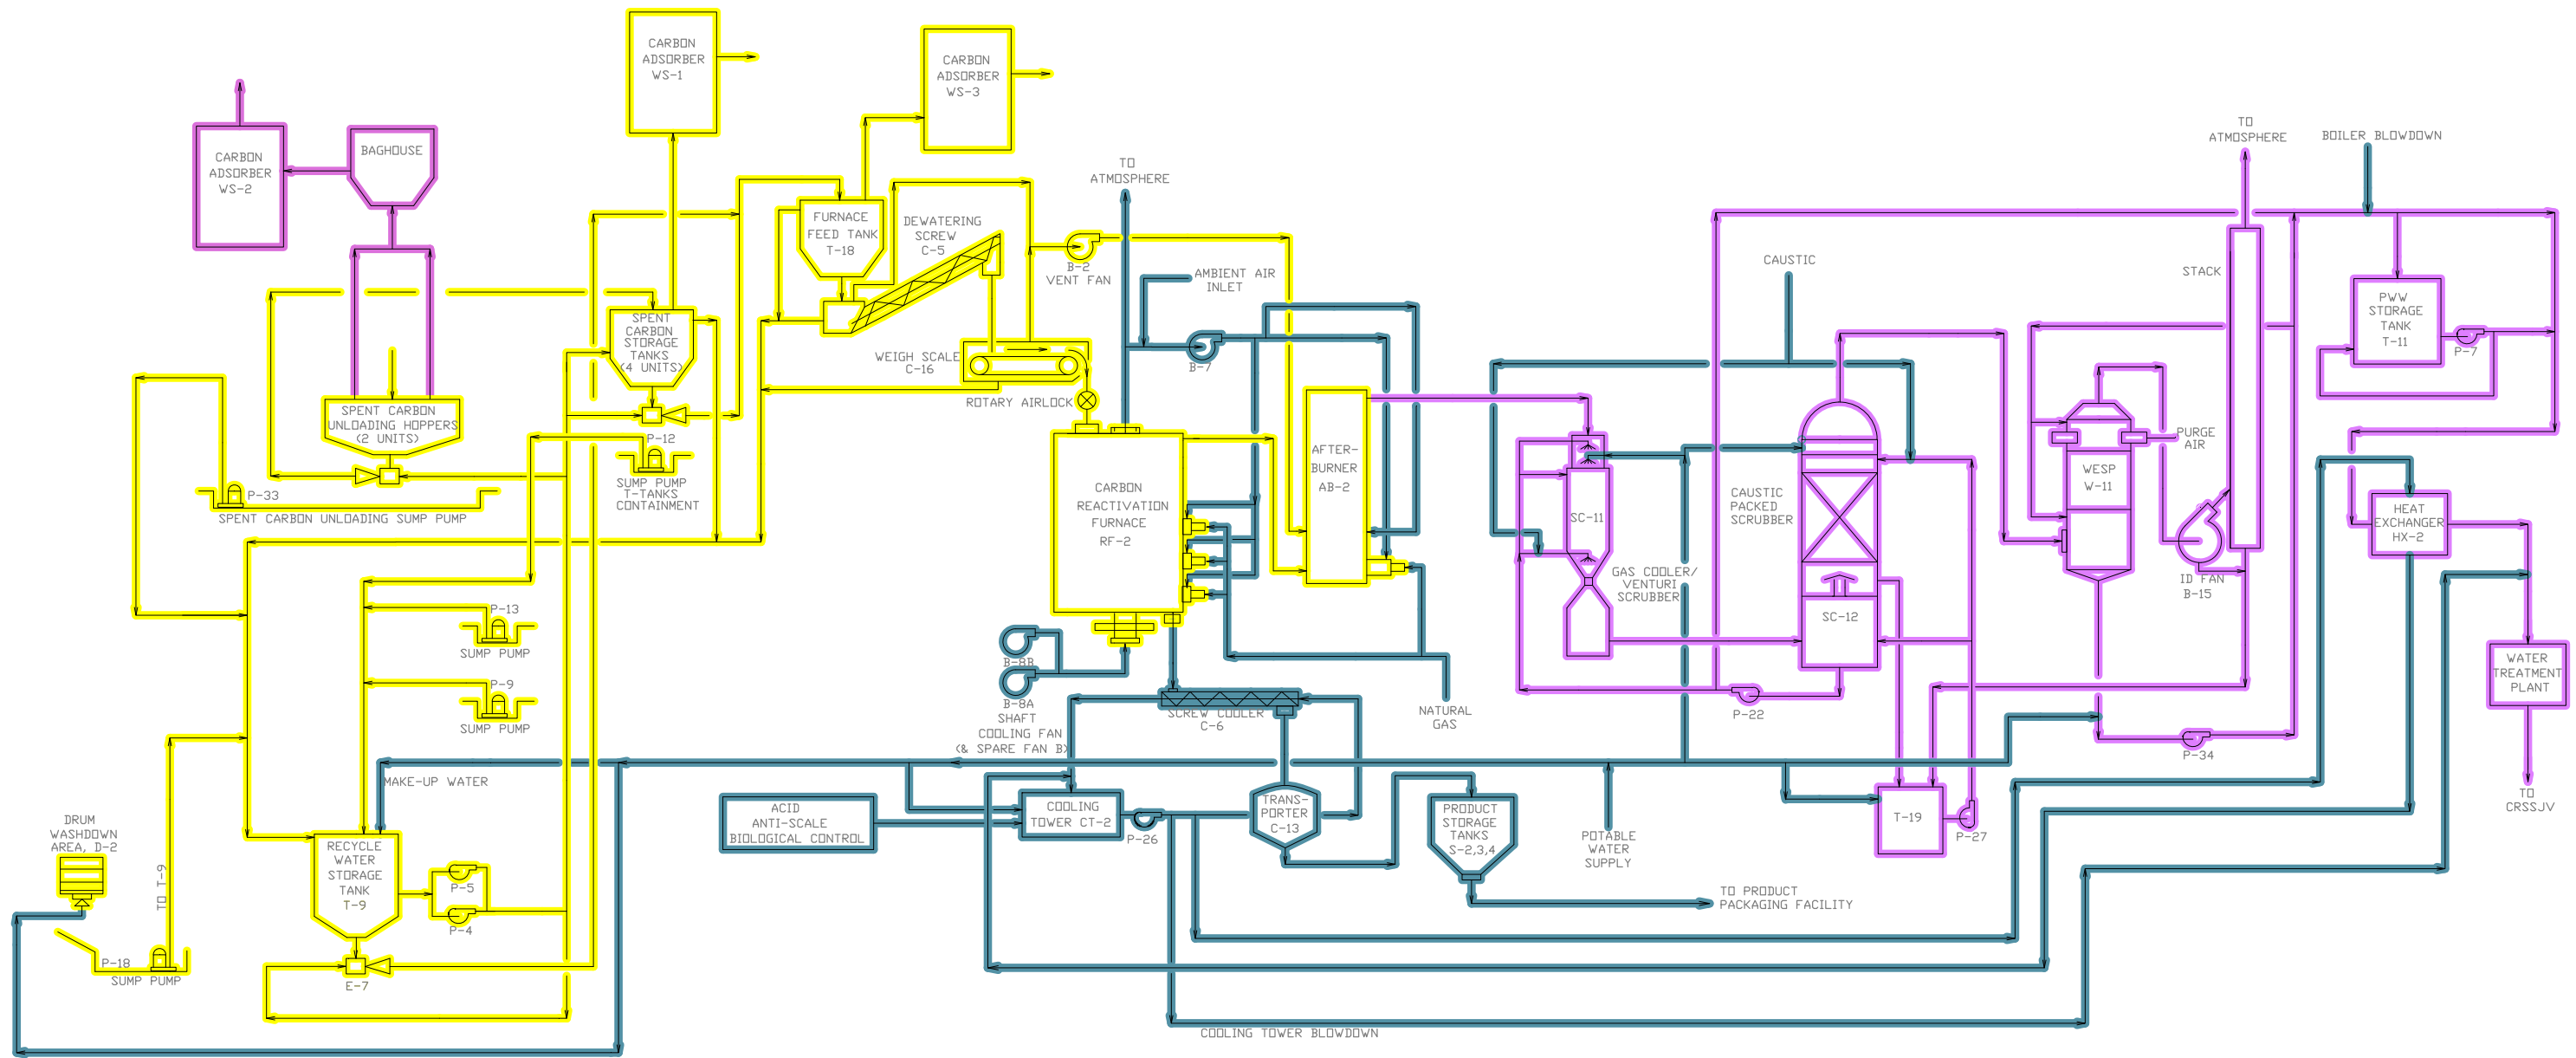 CARBON
ADSORBER
WS-1
CARBON
ADSORBER
WS-3
CARBON
ADSORBER
WS-2
BAGHOUSE
TO
ATMOSPHERE
TO
ATMOSPHERE
BOILER BLOWDOWN
FURNACE
FEED TANK
T-18
DEWATERING
SCREW
C-5
B-2
VENT FAN
AMBIENT AIR
INLET
CAUSTIC
STACK
PWW
STORAGE
TANK
T-11
P-7
SPENT
CARBON
STORAGE
TANKS
(4 UNITS)
WEIGH SCALE
C-16
B-7
ROTARY AIRLOCK
SPENT CARBON
UNLOADING HOPPERS
(2 UNITS)
P-12
SUMP PUMP
T-TANKS
CONTAINMENT
P-33
SPENT CARBON UNLOADING SUMP PUMP
CARBON
REACTIVATION
FURNACE
RF-2
AFTER-
BURNER
AB-2
SC-11
GAS COOLER/
VENTURI
SCRUBBER
CAUSTIC
PACKED
SCRUBBER
SC-12
PURGE
AIR
WESP
W-11
ID FAN
B-15
HEAT
EXCHANGER
HX-2
P-13
SUMP PUMP
P-9
SUMP PUMP
B-8B
B-8A
SHAFT
COOLING FAN
(& SPARE FAN B)
SCREW COOLER
C-6
NATURAL
GAS
P-22
P-34
WATER
TREATMENT
PLANT
TO
CRSSJV
MAKE-UP WATER
ACID
ANTI-SCALE
BIOLOGICAL CONTROL
COOLING
TOWER CT-2
P-26
TRANS-
PORTER
C-13
PRODUCT
STORAGE
TANKS
S-2,3,4
POTABLE
WATER
SUPPLY
T-19
P-27
DRUM
WASHDOWN
AREA, D-2
TO T-9
RECYCLE
WATER
STORAGE
TANK
T-9
P-5
P-4
P-18
SUMP PUMP
E-7
TO PRODUCT
PACKAGING FACILITY
COOLING TOWER BLOWDOWN